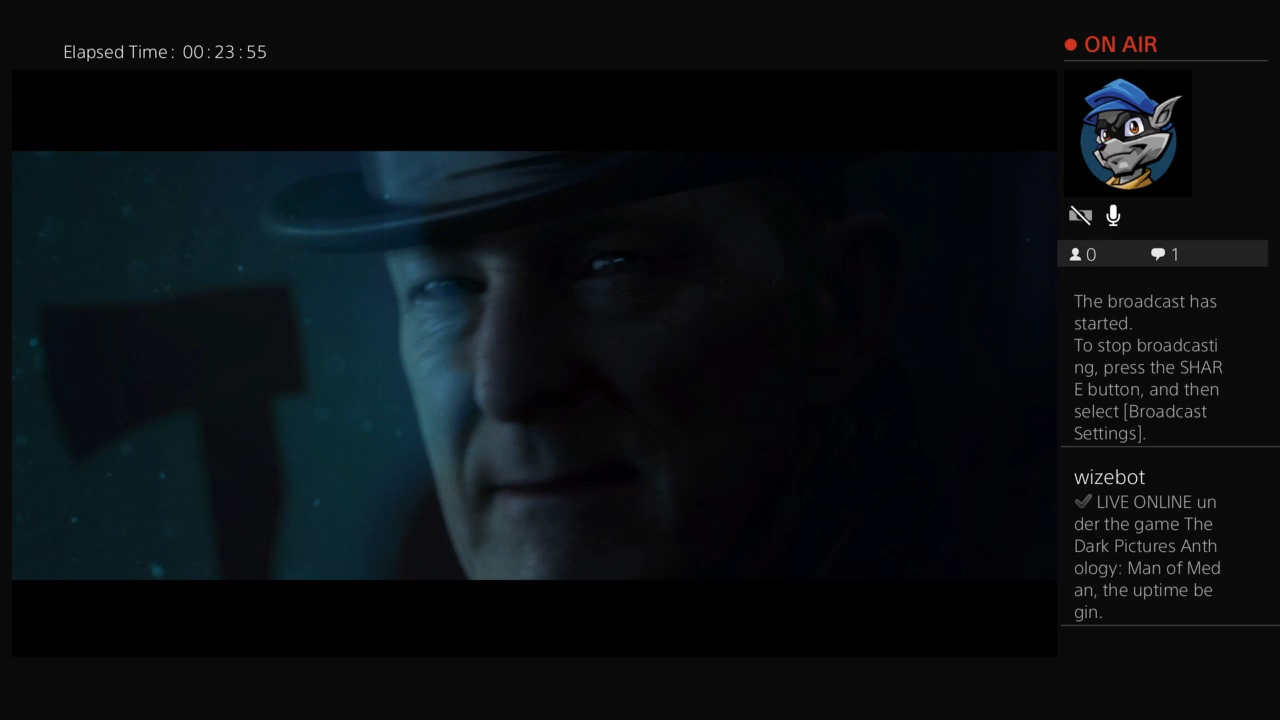 Elapsed Time: 00:23:55
ON AIR
0
1
The broadcast has
started.
To stop broadcasti
ng, press the SHAR
E button, and then
select [Broadcast
Settings].
wizebot
✔ LIVE ONLINE un
der the game The
Dark Pictures Anth
ology: Man of Med
an, the uptime be
gin.